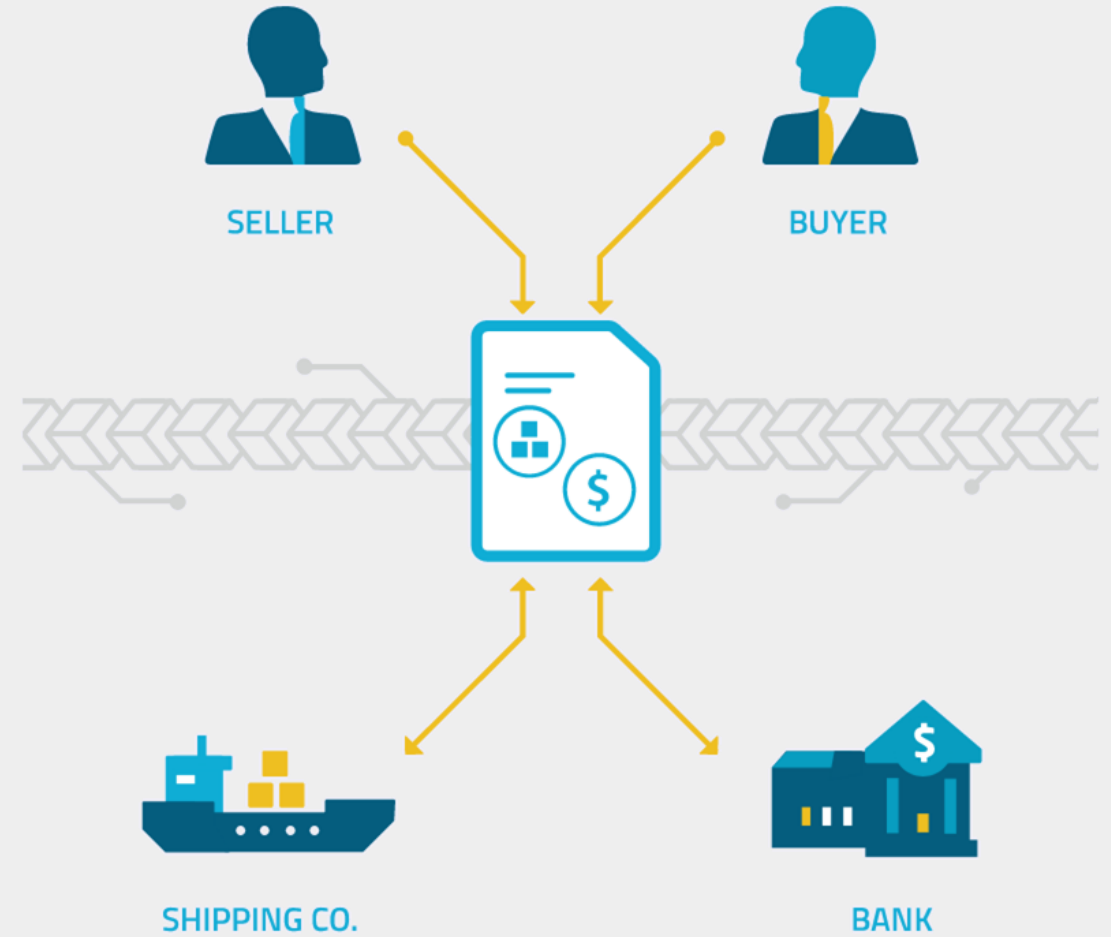 SELLER
BUYER
$
$
SHIPPING CO.
BANK